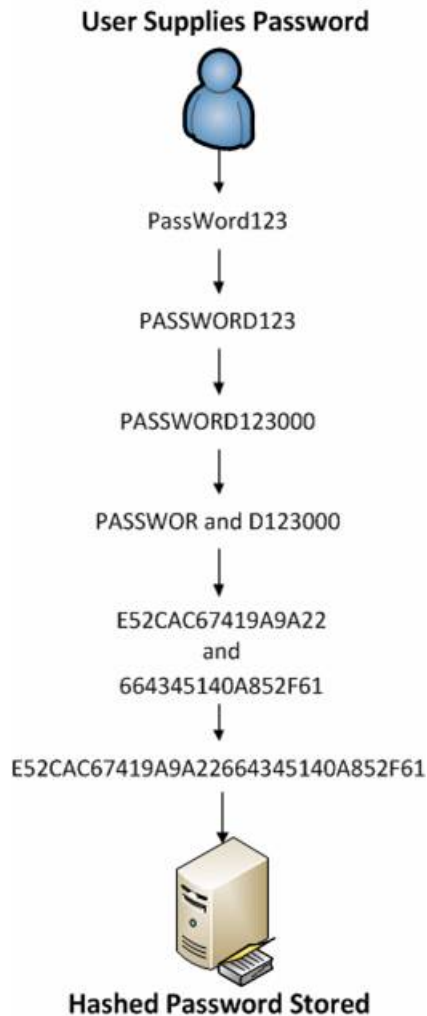 User Supplies Password
PassWord123
PASSWORD123
PASSWORD123000
PASSWOR and D123000
E52CAC67419A9A22
and
664345140A852F61
E52CAC67419A9A22664345140A852F61
Hashed Password Stored